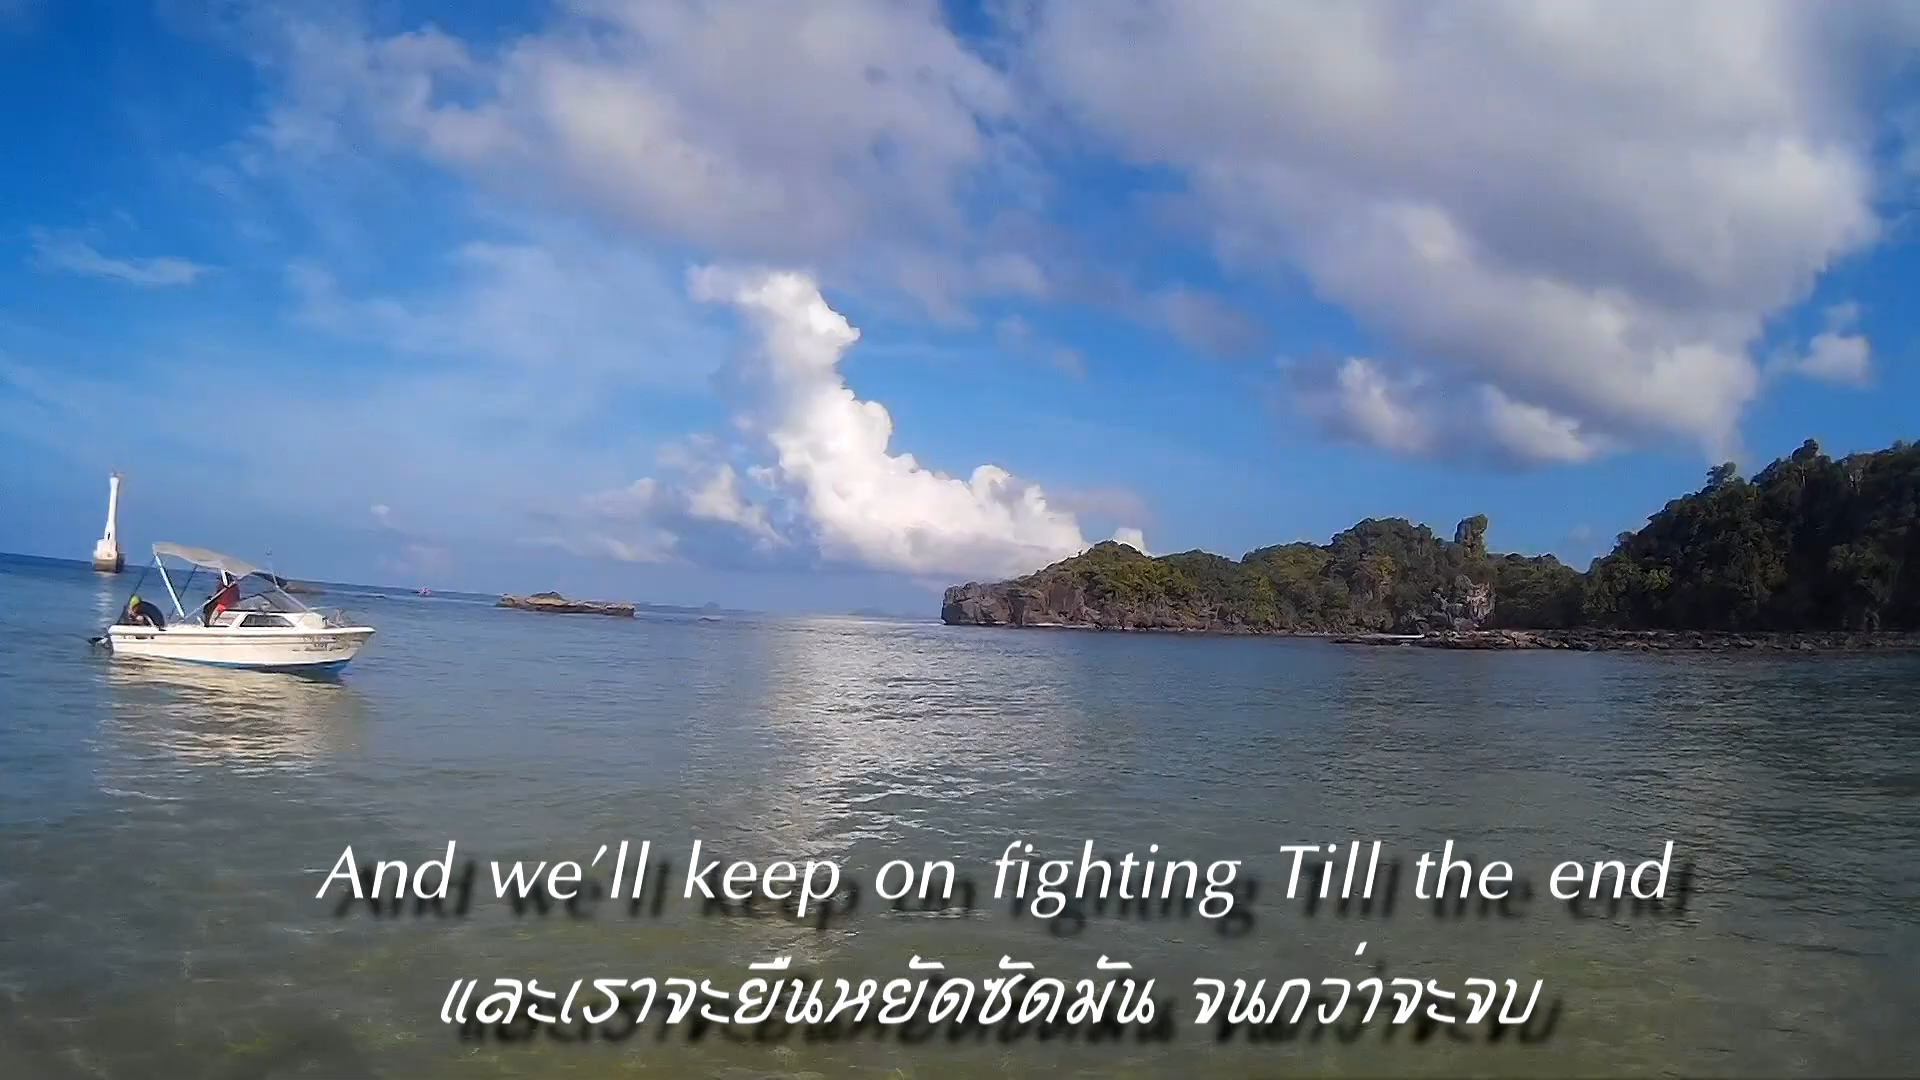 And we'll keep on fighting Till the end
และเราจะยืนหยัดซัดมัน จนกว่าจะจบ